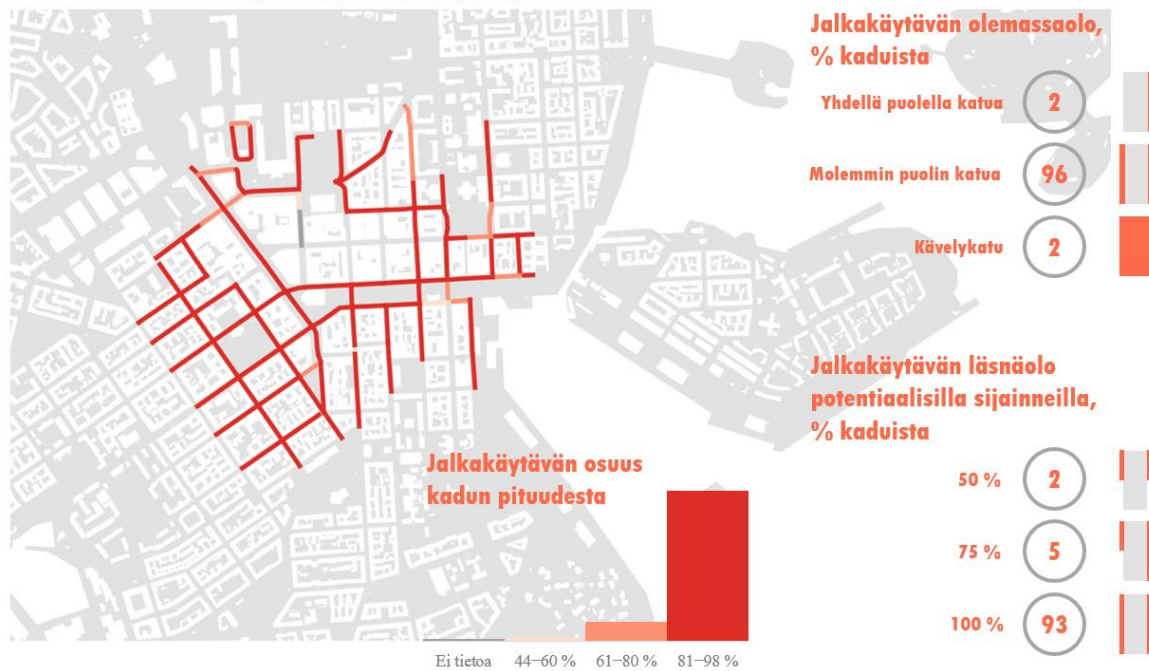 Jalkakäytävän olemassaolo,
% kaduista
Yhdellä puolella katua
2
Molemmin puolin katua
96
Kävelykatu
2
Jalkakäytävän läsnäolo
potentiaalisilla sijainneilla,
% kaduista
50 %
2
75 %
5
100 %
93
Jalkakäytävän osuus
kadun pituudesta
Ei tietoa
44–60 %
61–80 %
81–98 %